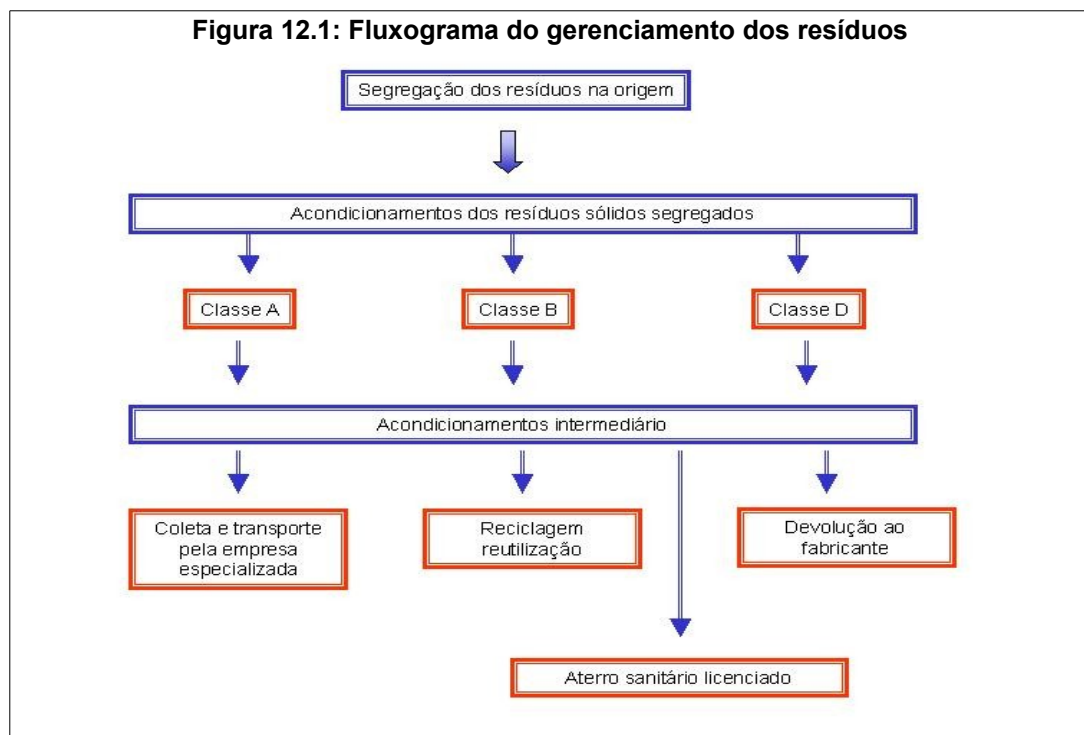 Figura 12.1: Fluxograma do gerenciamento dos resíduos
Segregação dos resíduos na origem
Acondicionamentos dos resíduos sólidos segregados
Classe A
Classe B
Classe D
Acondicionamentos intermediário
Coleta e transporte
pela empresa
especializada
Reciclagem
reutilização
Devolução ao
fabricante
Aterro sanitário licenciado